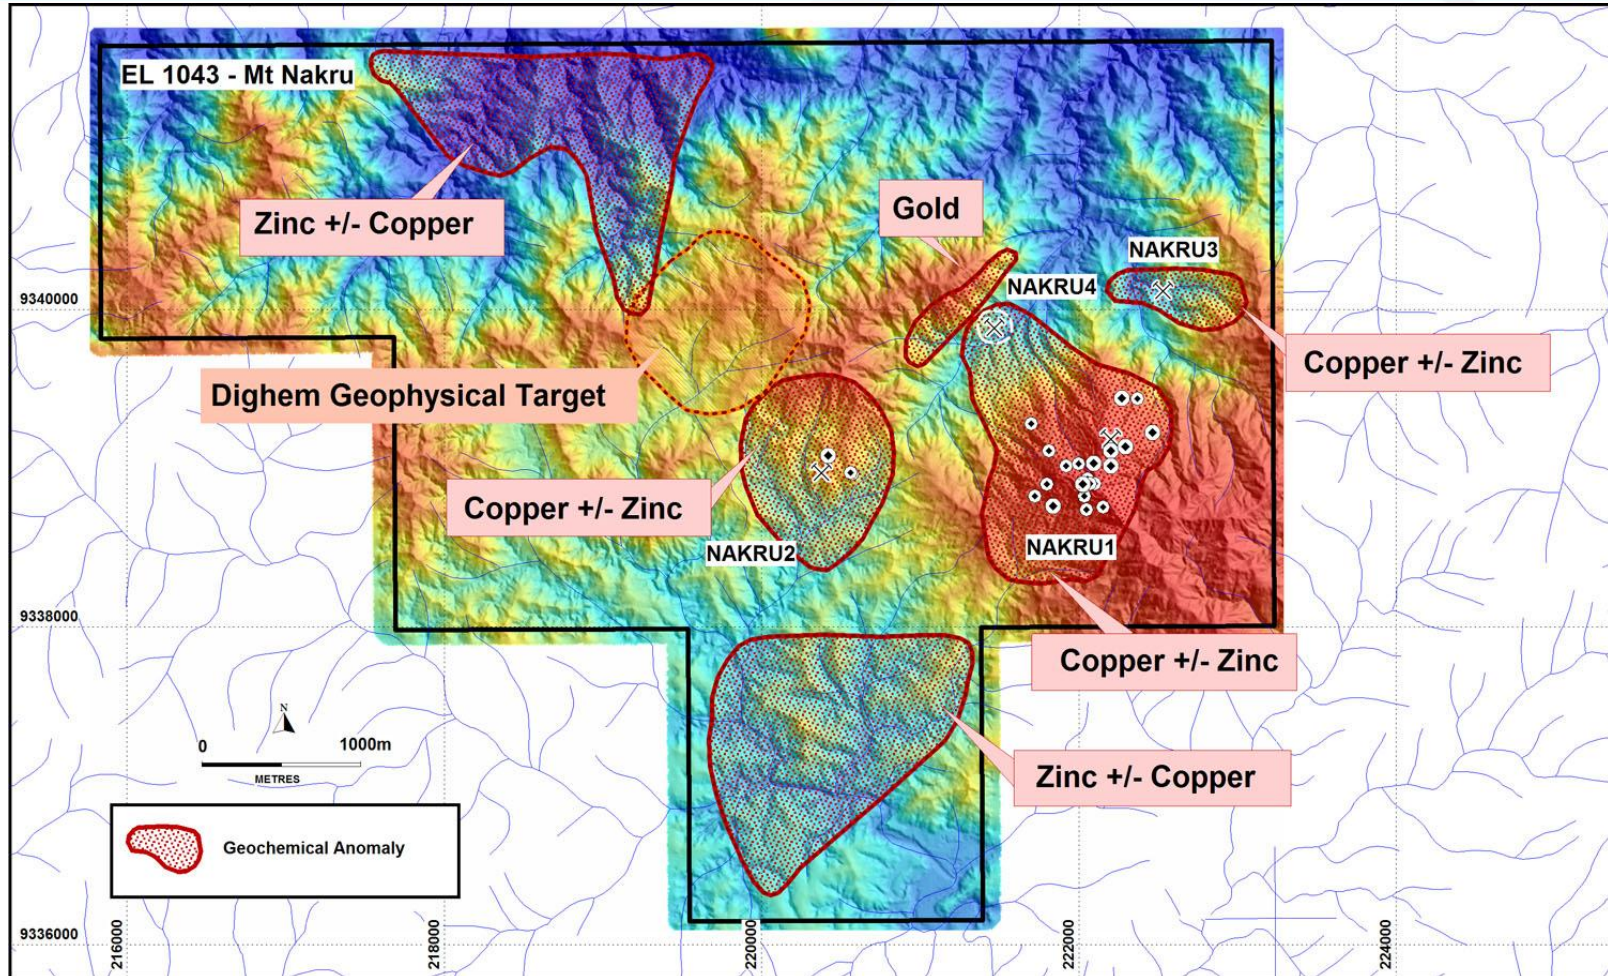 EL 1043 - Mt Nakru
Zinc +/- Copper
Gold
NAKRU3
NAKRU4
9340000
Copper +/- Zinc
Dighem Geophysical Target
Copper +/- Zinc
NAKRU2
NAKRU1
9338000
Copper +/- Zinc
N
0 1000m
METRES
Zinc +/- Copper
Geochemical Anomaly
9336000
216000
218000
220000
222000
224000